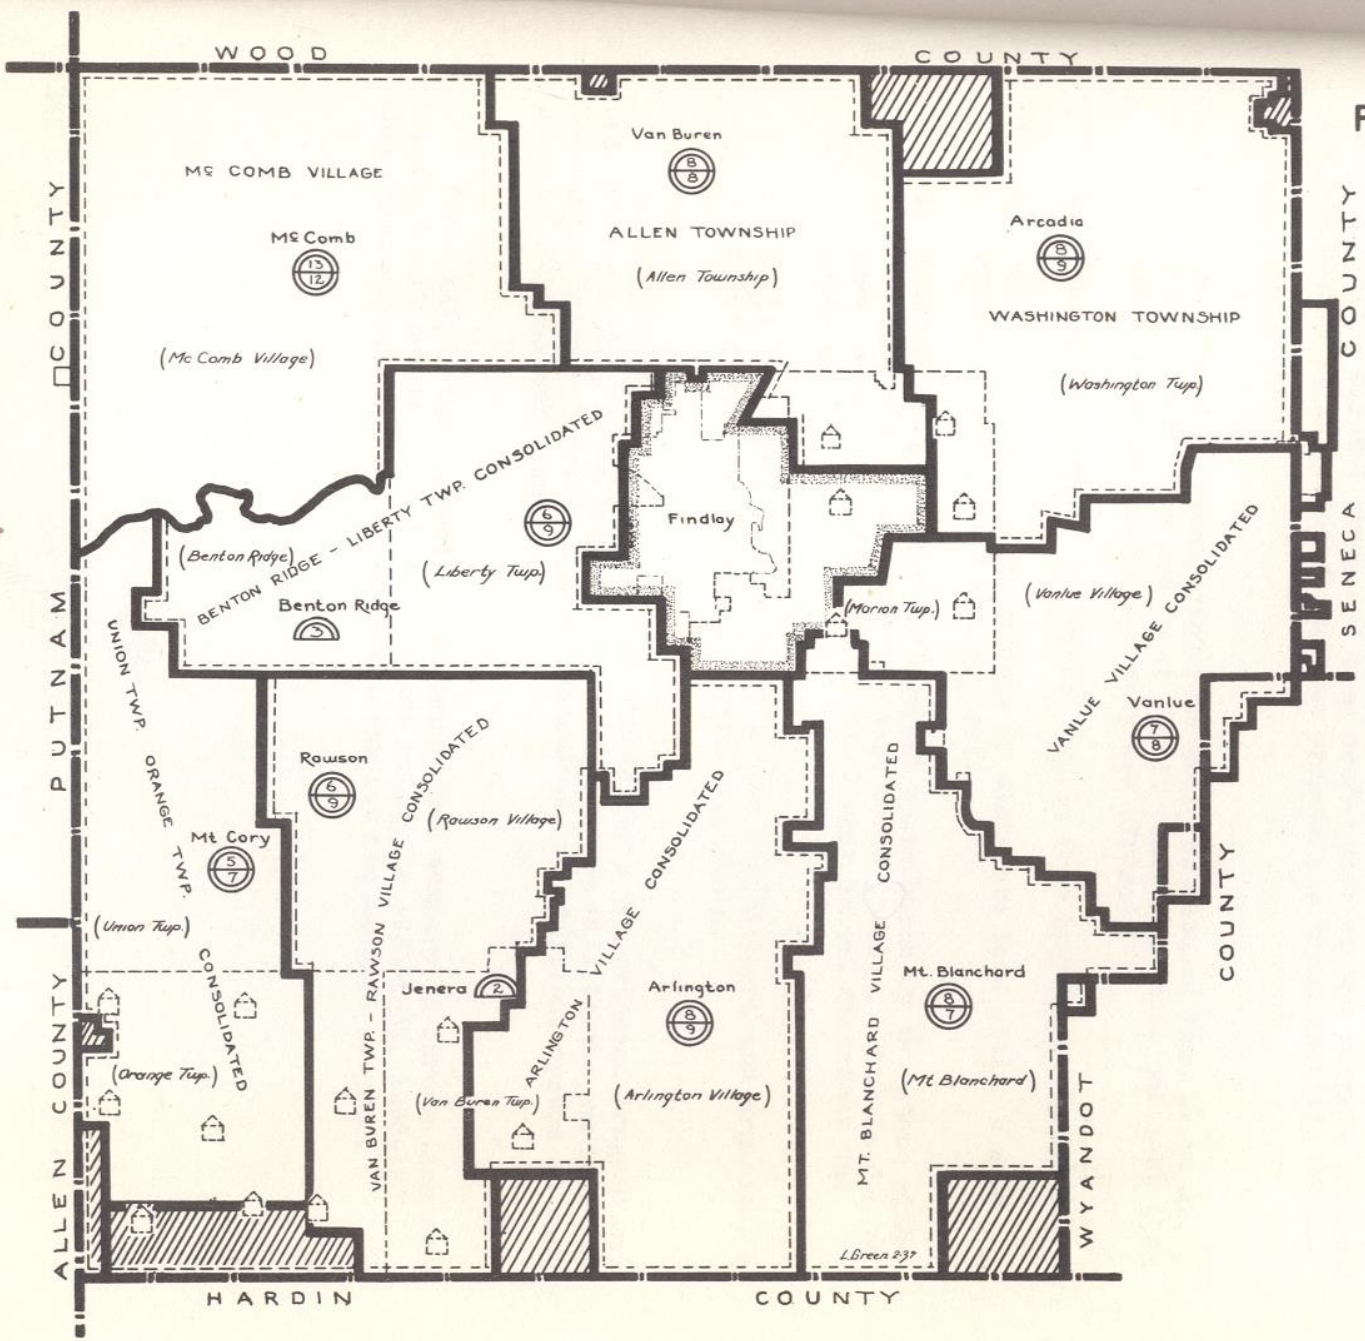 WOOD COUNTY
Van Buren
8
8
Mc COMB VILLAGE
COUNTY
COUNTY
Arcadia
8
9
ALLEN TOWNSHIP
Mc Comb
13
12
(Allen Township)
WASHINGTON TOWNSHIP
(Mc Comb Village)
(Washington Twp.)
BENTON RIDGE - LIBERTY TWP. CONSOLIDATED
6
9
Findlay
SENECA
(Benton Ridge)
(Liberty Twp.)
Benton Ridge
3
(Marion Twp.)
(Vanlue Village)
VANLUE VILLAGE CONSOLIDATED
PUTNAM
UNION TWP. ORANGE TWP. CONSOLIDATED
Vanlue
7
8
Rawson
6
9
VAN BUREN TWP. - RAWSON VILLAGE CONSOLIDATED
(Rawson Village)
ARLINGTON VILLAGE CONSOLIDATED
MT. BLANCHARD VILLAGE CONSOLIDATED
Mt Cory
5
7
(Union Twp.)
COUNTY
Jenera
2
Arlington
8
9
Mt. Blanchard
8
7
ALLEN COUNTY
(Orange Twp.)
(Van Buren Twp.)
(Arlington Village)
(Mt Blanchard)
WYANDOT
L.Green 2-37
HARDIN COUNTY